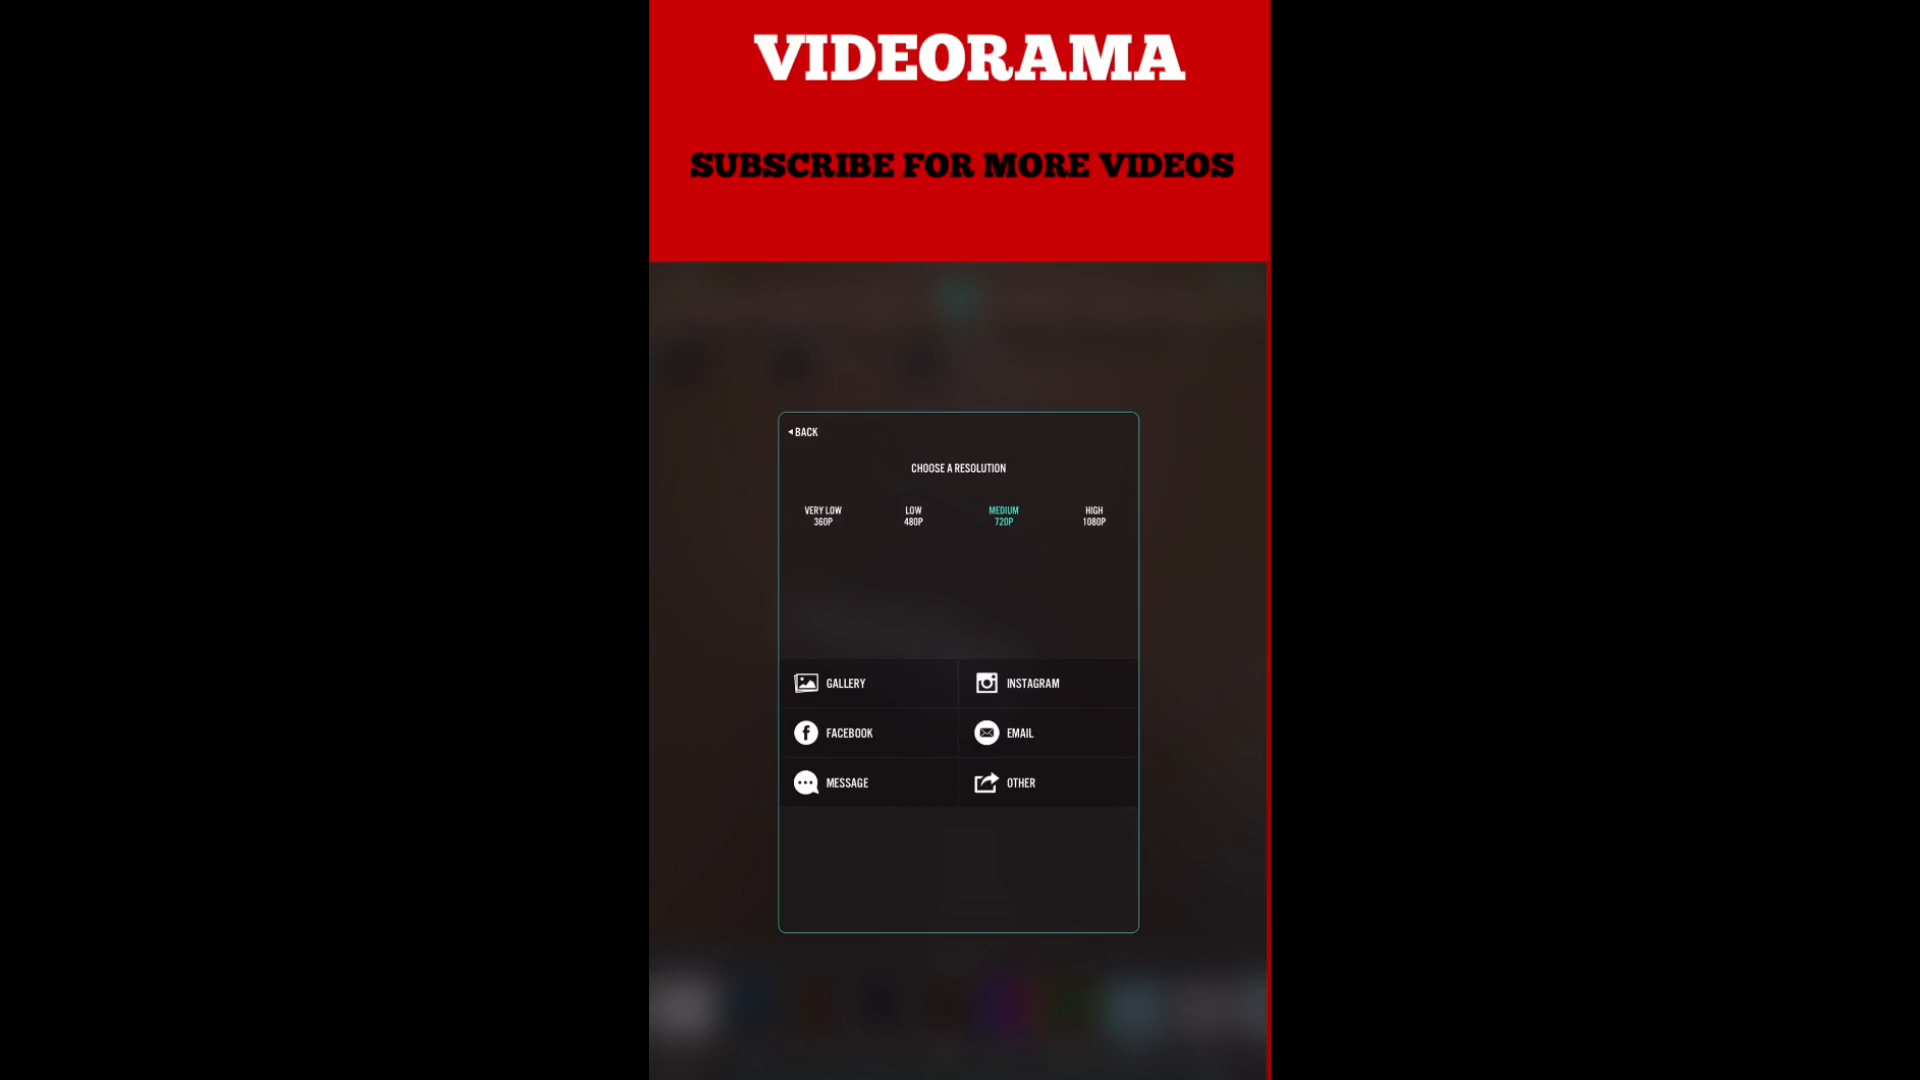 VIDEORAMA
SUBSCRIBE FOR MORE VIDEOS
BACK
CHOOSE A RESOLUTION
VERY LOW LOW MEDIUM HIGH
360P 480P 720P 1080P
GALLERY INSTAGRAM
FACEBOOK EMAIL
MESSAGE OTHER